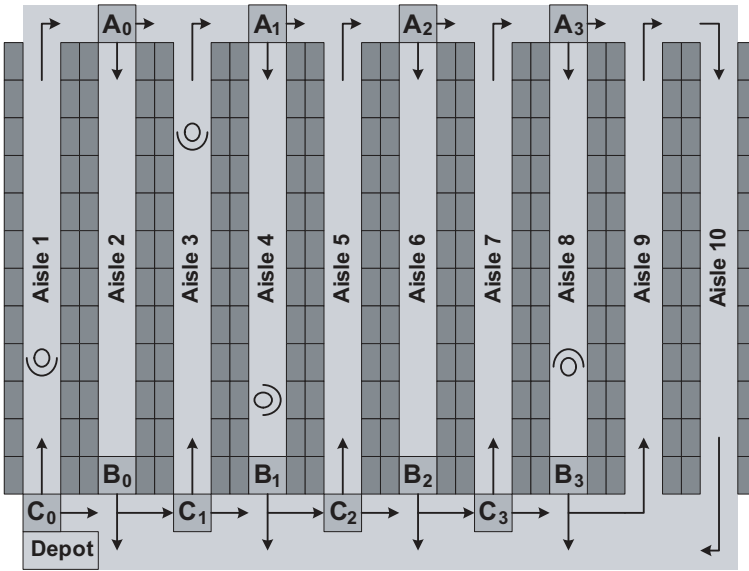 A0 A1 A2 A3
Aisle 1 Aisle 2 Aisle 3 Aisle 4 Aisle 5 Aisle 6 Aisle 7 Aisle 8 Aisle 9 Aisle 10
B0 B1 B2 B3
C0 C1 C2 C3
Depot